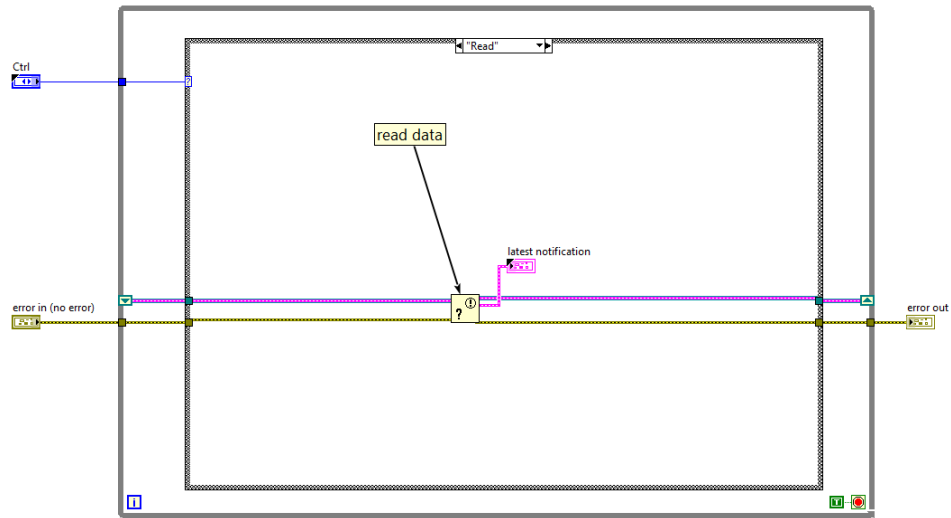 "Read"
Ctrl
?
read data
latest notification
error in (no error)
?
error out
i
T